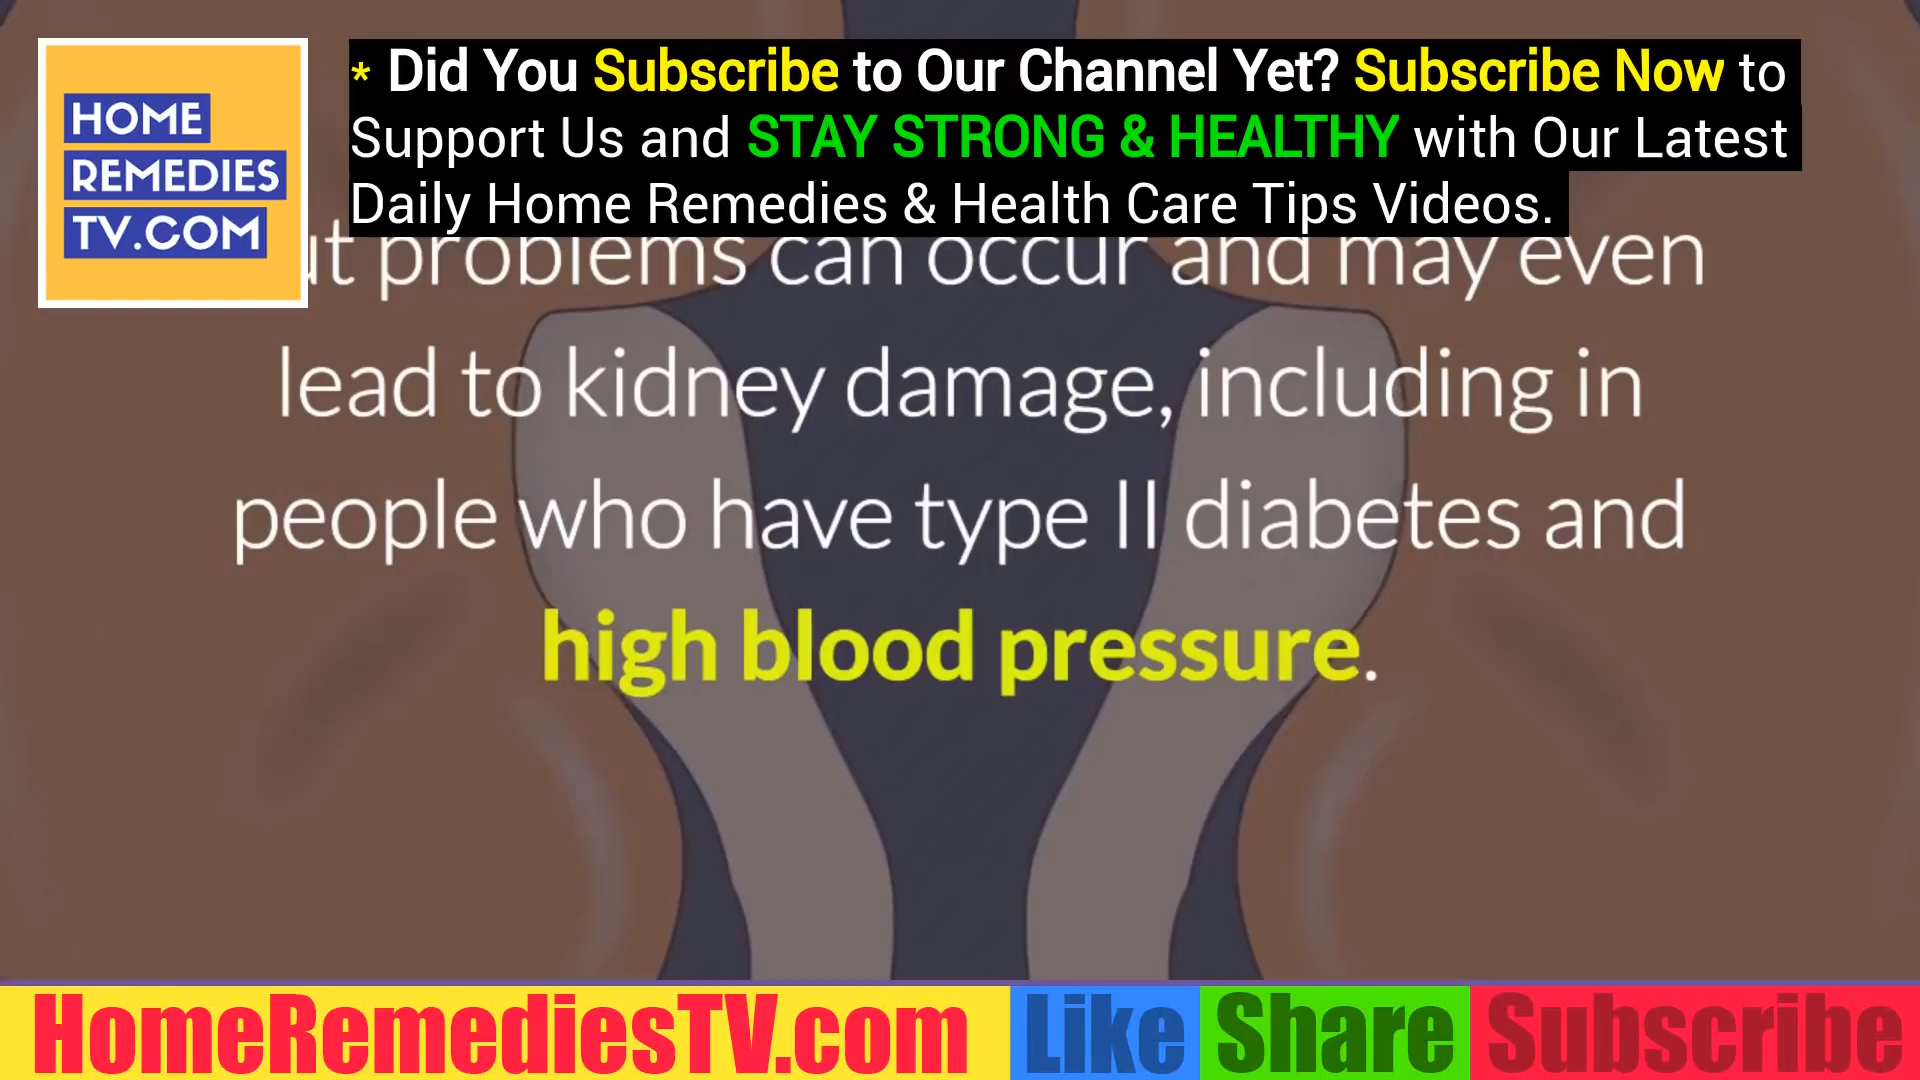 HOME
REMEDIES
TV.COM
* Did You Subscribe to Our Channel Yet? Subscribe Now to
Support Us and STAY STRONG & HEALTHY with Our Latest
Daily Home Remedies & Health Care Tips Videos.
problems can occur and may even
lead to kidney damage, including in
people who have type II diabetes and
high blood pressure.
HomeRemediesTV.com Like Share Subscribe